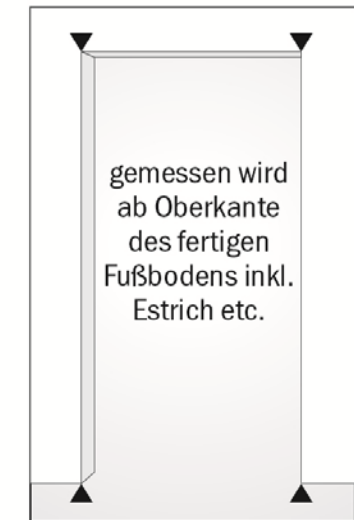 gemessen wird
ab Oberkante
des fertigen
Fußbodens inkl.
Estrich etc.